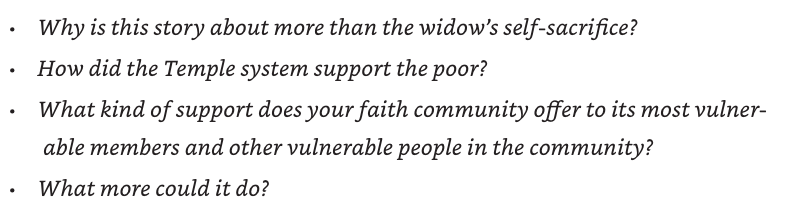 • Why is this story about more than the widow's self-sacrifice?
• How did the Temple system support the poor?
• What kind of support does your faith community offer to its most vulner-
able members and other vulnerable people in the community?
• What more could it do?